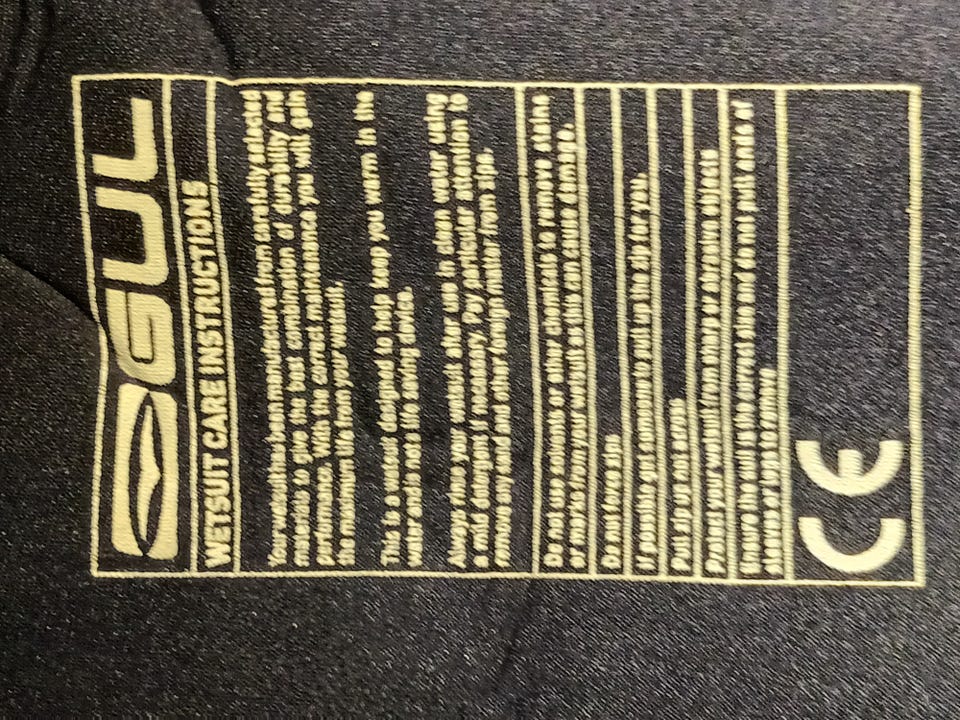 GUL
WETSUIT CARE INSTRUCTIONS
Your wetsuit has been manufactured from carefully selected
materials to give the best combination of durability and
performance. With the correct maintenance, you will gain
the maximum life from your wetsuit.
This is a wetsuit designed to help keep you warm in the
water and is not life saving device.
Always rinse your wetsuit after use, in clean water using
a mild detergent if necessary. Pay particular attention to
remove any sand and other foreign matter from zips.
Do not use solvents or other chemicals to remove stains
or marks from your wetsuit as this can cause damage.
Do not force zip
If possible get someone to pull up the zip for you.
Pull zip up not across
Protect your wetsuit from sharp or abrasive objects
Ensure the suit is the correct size and do not pull seals at
sleeves or legs to remove
CE